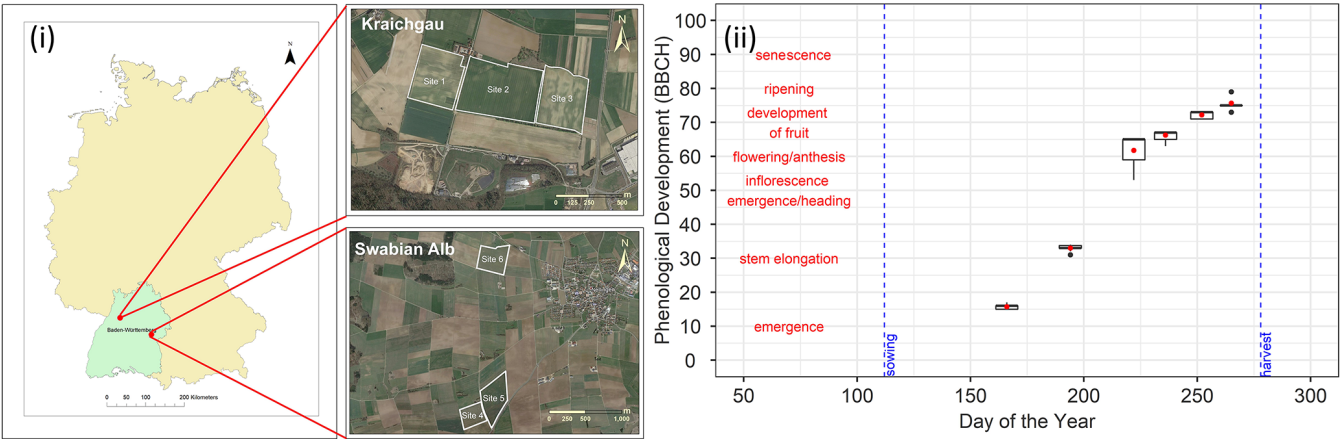 (i)
N
Baden-Württemberg
0 50 100 200 Kilometers
Kraichgau
N
Site 1
Site 2
Site 3
m
0 125 250 500
Swabian Alb
N
Site 6
Site 5
Site 4
m
0 250 500 1,000
(ii)
Phenological Development (BBCH)
100
90
80
70
60
50
40
30
20
10
0
senescence
ripening
development
of fruit
flowering/anthesis
inflorescence
emergence/heading
stem elongation
emergence
sowing
harvest
50 100 150 200 250 300
Day of the Year